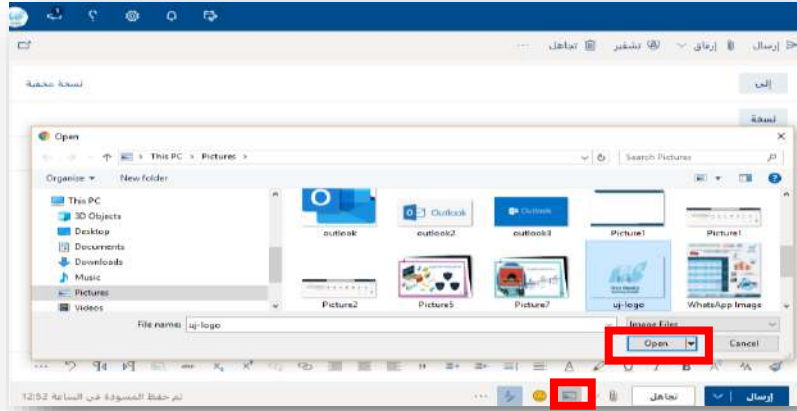 إرسال إرفاق تشفير تجاهل ...
إلى
نسخة مخفية
نسخة
Open
This PC > Pictures >
Search Pictures
Organize
New folder
This PC
3D Objects
Desktop
Documents
Downloads
Music
Pictures
Videos
outlook
outlook2
outlook3
Picture1
Picture1
Picture2
Picture5
Picture7
uj-logo
WhatsApp Image
File name: uj-logo
Image Files
Open
Cancel
إرسال
تجاهل
تم حفظ المسودة في الساعة 12:53